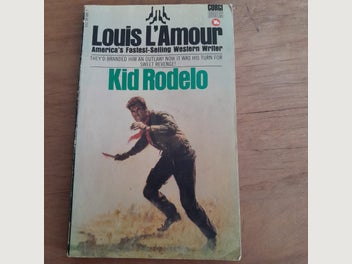 CORGI
Louis L'Amour
America's Fastest-Selling Western Writer
THEY'D BRANDED HIM AN OUTLAW! NOW IT WAS HIS TURN FOR
SWEET REVENGE!
Kid Rodelo